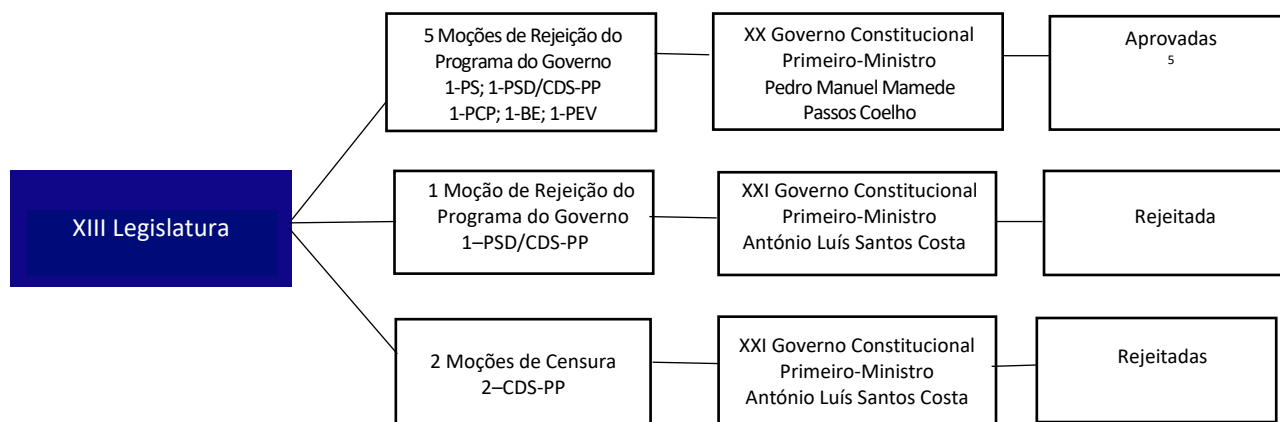 5 Moções de Rejeição do
Programa do Governo
1-PS; 1-PSD/CDS-PP
1-PCP; 1-BE; 1-PEV
XX Governo Constitucional
Primeiro-Ministro
Pedro Manuel Mamede
Passos Coelho
Aprovadas
5
XIII Legislatura
1 Moção de Rejeição do
Programa do Governo
1–PSD/CDS-PP
XXI Governo Constitucional
Primeiro-Ministro
António Luís Santos Costa
Rejeitada
2 Moções de Censura
2–CDS-PP
XXI Governo Constitucional
Primeiro-Ministro
António Luís Santos Costa
Rejeitadas